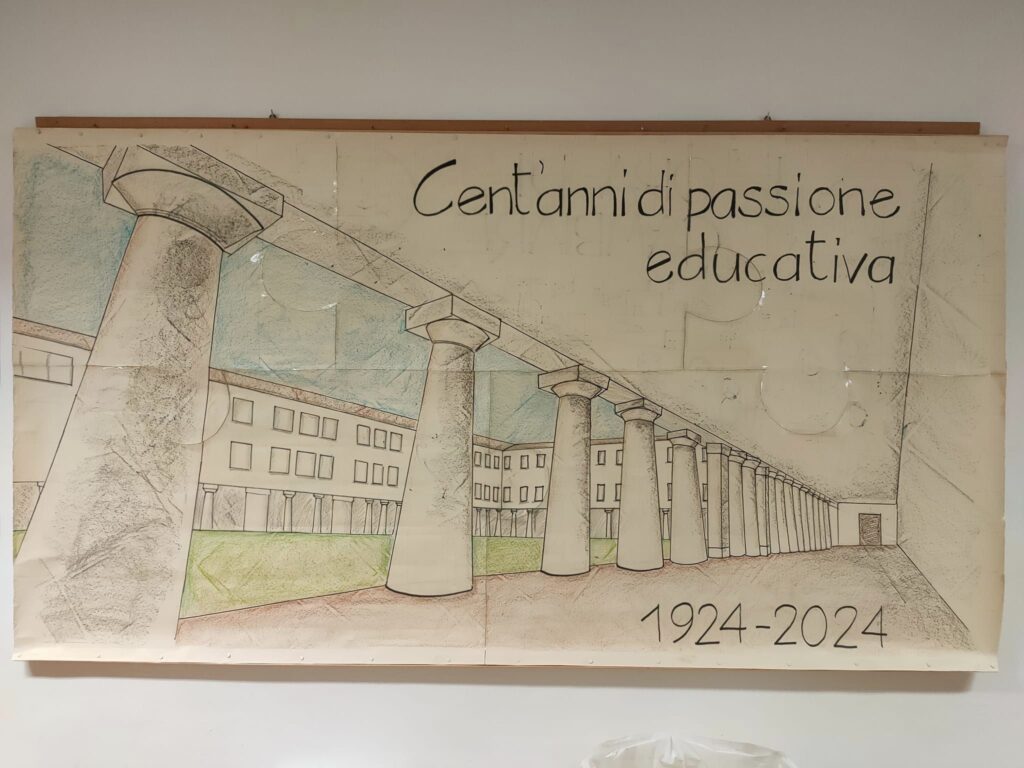 Cent'anni di passione
educativa
1924-2024